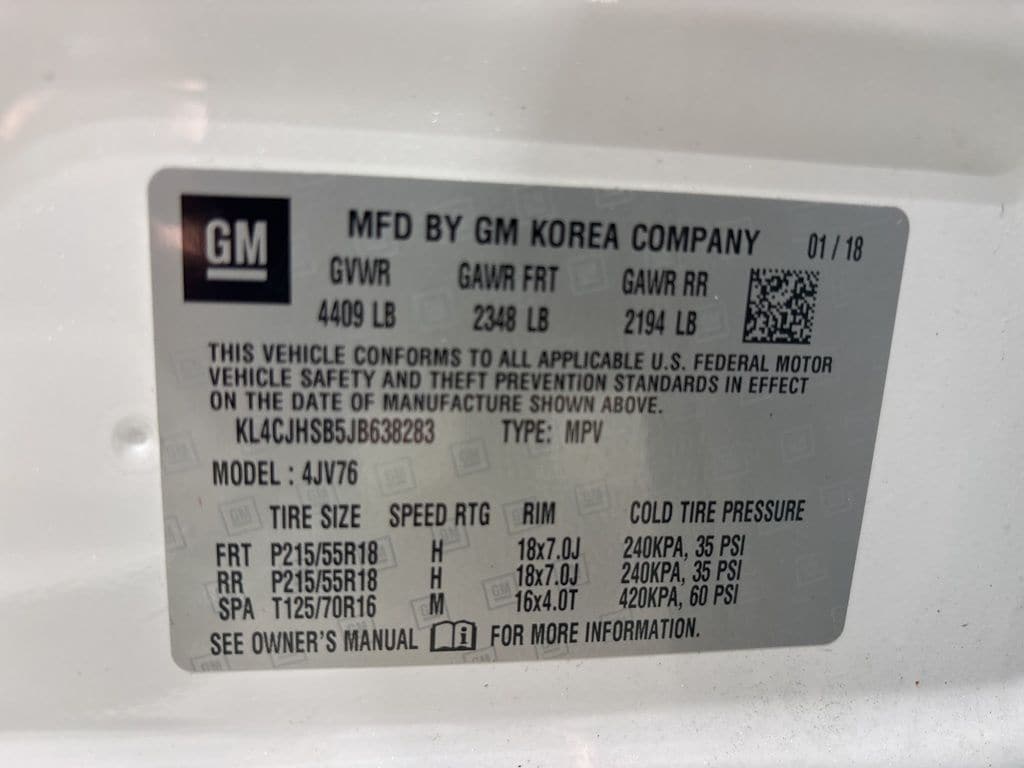 GM
MFD BY GM KOREA COMPANY 01 / 18
GVWR GAWR FRT GAWR RR
4409 LB 2348 LB 2194 LB
THIS VEHICLE CONFORMS TO ALL APPLICABLE U.S. FEDERAL MOTOR
VEHICLE SAFETY AND THEFT PREVENTION STANDARDS IN EFFECT
ON THE DATE OF MANUFACTURE SHOWN ABOVE.
KL4CJHSB5JB638283 TYPE: MPV
MODEL : 4JV76
TIRE SIZE SPEED RTG RIM COLD TIRE PRESSURE
FRT P215/55R18 H 18x7.0J 240KPA, 35 PSI
RR P215/55R18 H 18x7.0J 240KPA, 35 PSI
SPA T125/70R16 M 16x4.0T 420KPA, 60 PSI
SEE OWNER'S MANUAL i FOR MORE INFORMATION.